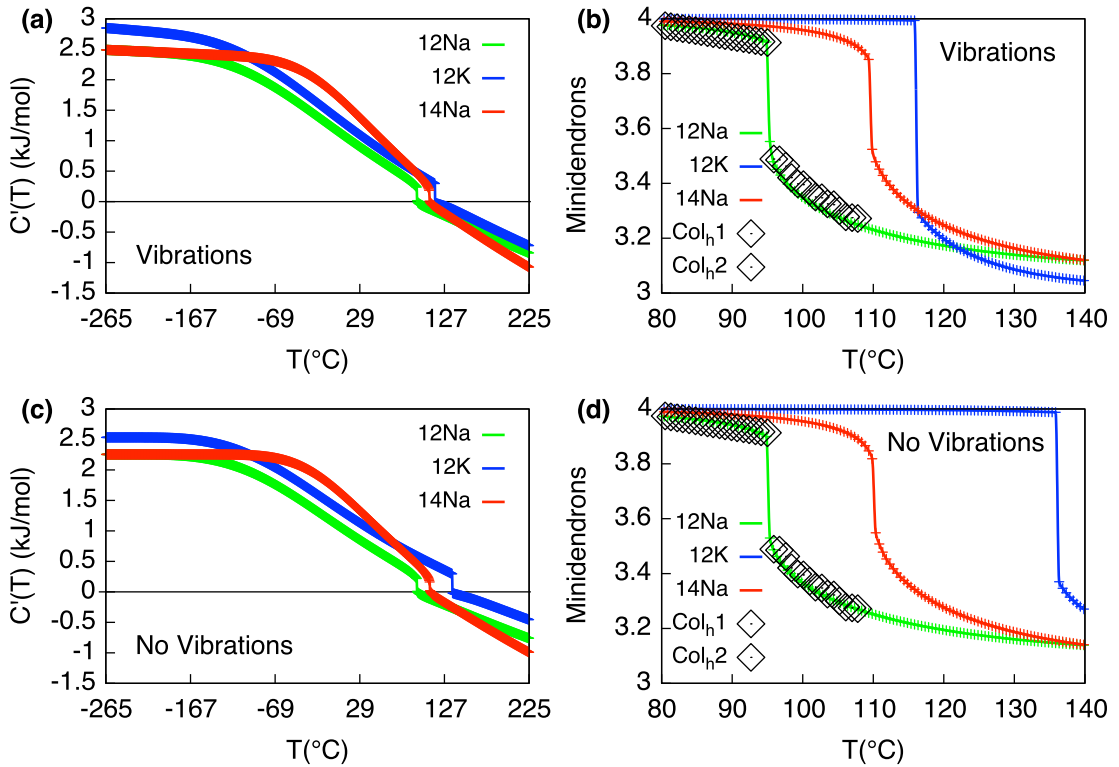 (a)
C'(T) (kJ/mol)
3
2.5
2
1.5
1
0.5
0
-0.5
-1
-1.5
12Na
12K
14Na
Vibrations
-265 -167 -69 29 127 225
T(°C)
(b)
Minidendrons
4
3.8
3.6
3.4
3.2
3
Vibrations
12Na
12K
14Na
Colh1
Colh2
80 90 100 110 120 130 140
T(°C)
(c)
C'(T) (kJ/mol)
3
2.5
2
1.5
1
0.5
0
-0.5
-1
-1.5
12Na
12K
14Na
No Vibrations
-265 -167 -69 29 127 225
T(°C)
(d)
Minidendrons
4
3.8
3.6
3.4
3.2
3
No Vibrations
12Na
12K
14Na
Colh1
Colh2
80 90 100 110 120 130 140
T(°C)